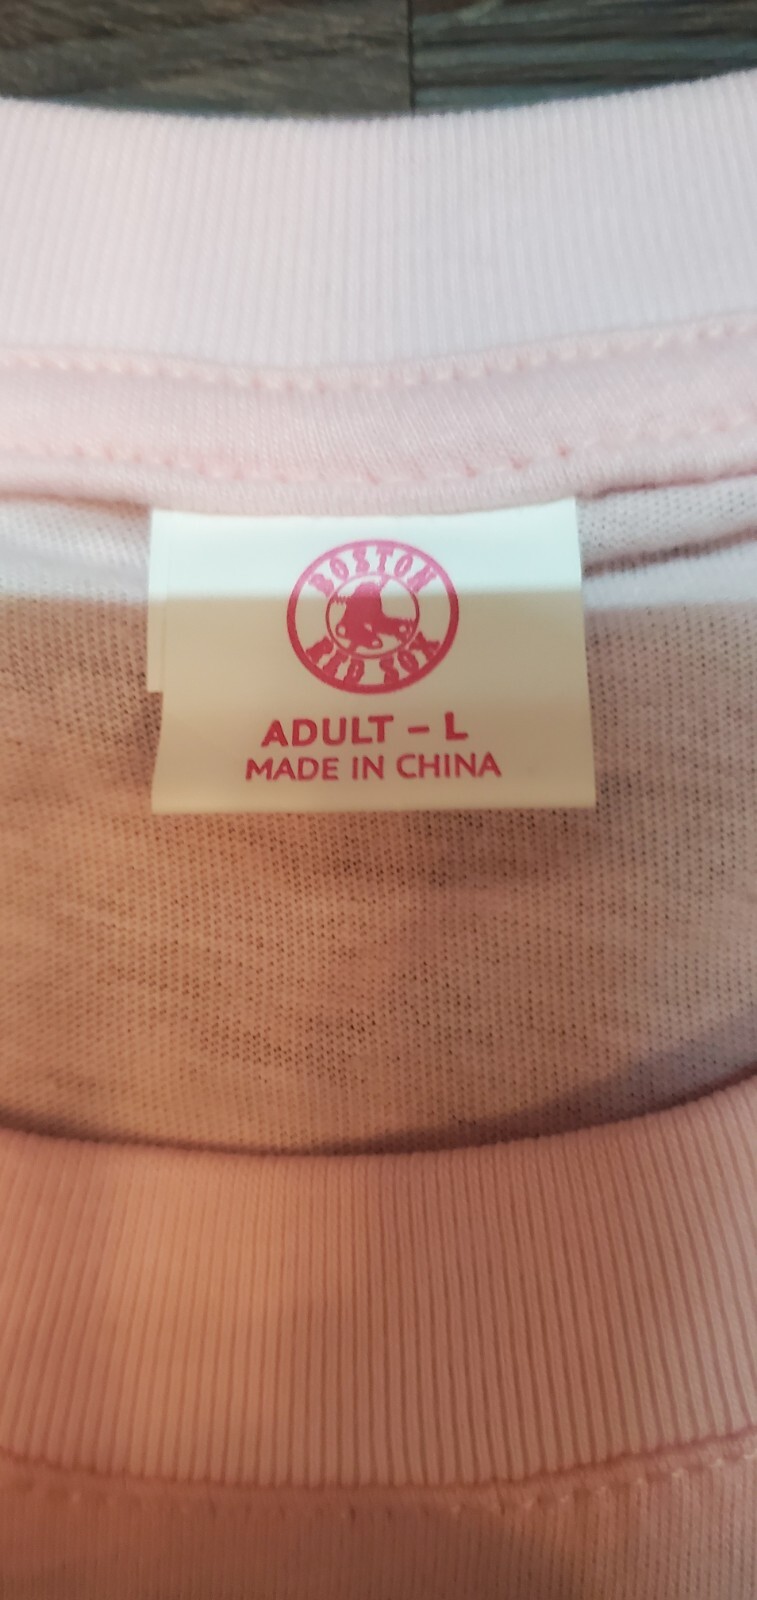 BOSTON
RED SOX
ADULT – L
MADE IN CHINA